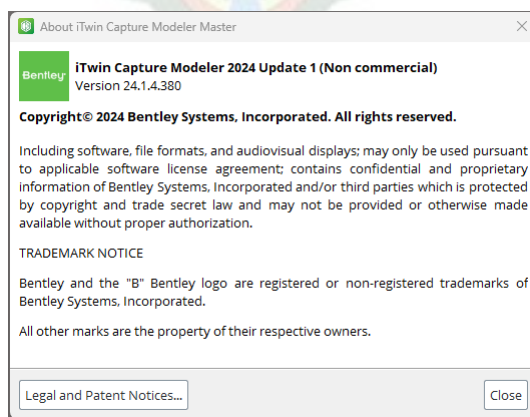 About iTwin Capture Modeler Master
Bentley
iTwin Capture Modeler 2024 Update 1 (Non commercial)
Version 24.1.4.380
Copyright© 2024 Bentley Systems, Incorporated. All rights reserved.
Including software, file formats, and audiovisual displays; may only be used pursuant
to applicable software license agreement; contains confidential and proprietary
information of Bentley Systems, Incorporated and/or third parties which is protected
by copyright and trade secret law and may not be provided or otherwise made
available without proper authorization.
TRADEMARK NOTICE
Bentley and the "B" Bentley logo are registered or non-registered trademarks of
Bentley Systems, Incorporated.
All other marks are the property of their respective owners.
Legal and Patent Notices...
Close